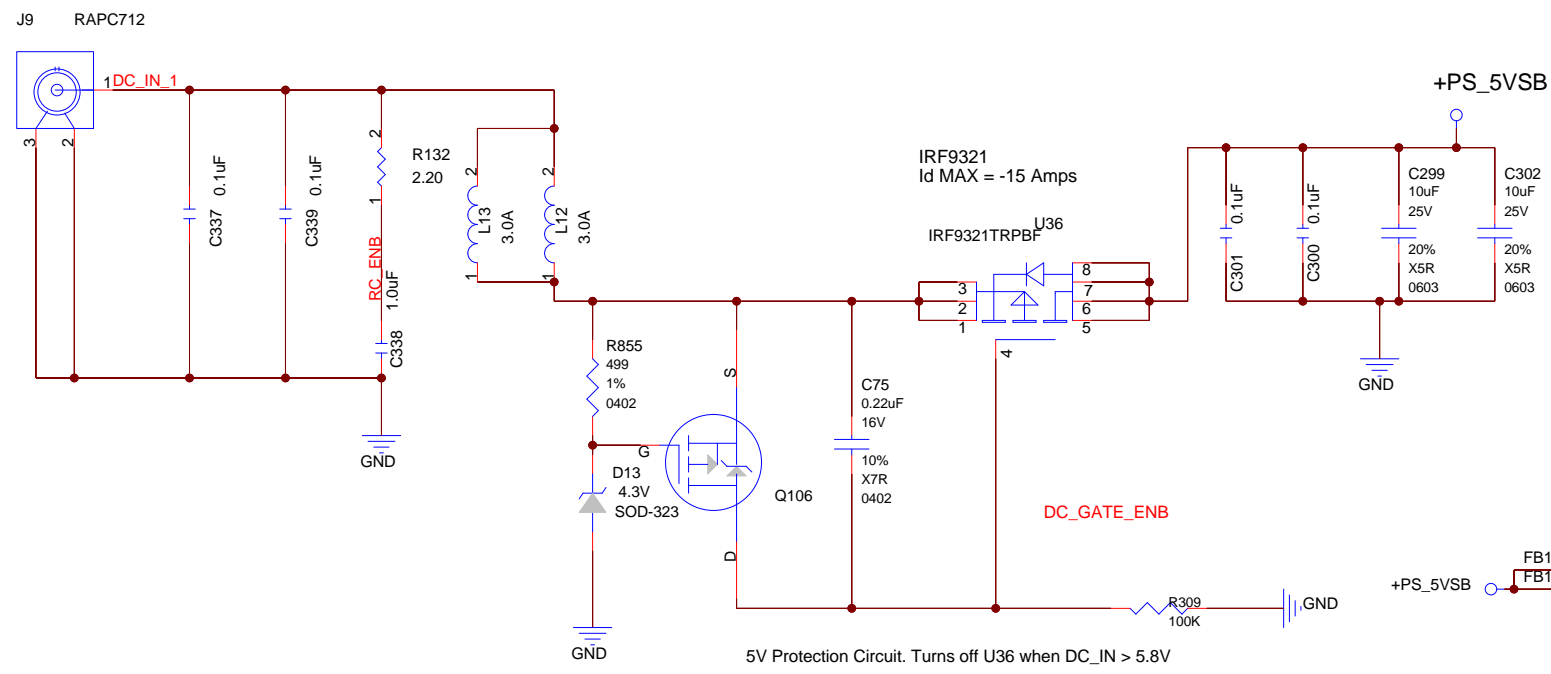 J9 RAPC712
1 DC_IN_1
3
2
C337 0.1uF
C339 0.1uF
2
R132
2.20
1
RC_ENB
1.0uF
C338
GND
2
L13
3.0A
1
2
L12
3.0A
1
R855
499
1%
0402
G
S
D
D13
4.3V
SOD-323
GND
Q106
C75
0.22uF
16V
10%
X7R
0402
IRF9321
Id MAX = -15 Amps
U36
IRF9321TRPBF
3
2
1
8
7
6
5
4
DC_GATE_ENB
R309
100K
GND
5V Protection Circuit. Turns off U36 when DC_IN > 5.8V
+PS_5VSB
C301 0.1uF
C300 0.1uF
C299
10uF
25V
20%
X5R
0603
C302
10uF
25V
20%
X5R
0603
GND
+PS_5VSB
FB1
FB1